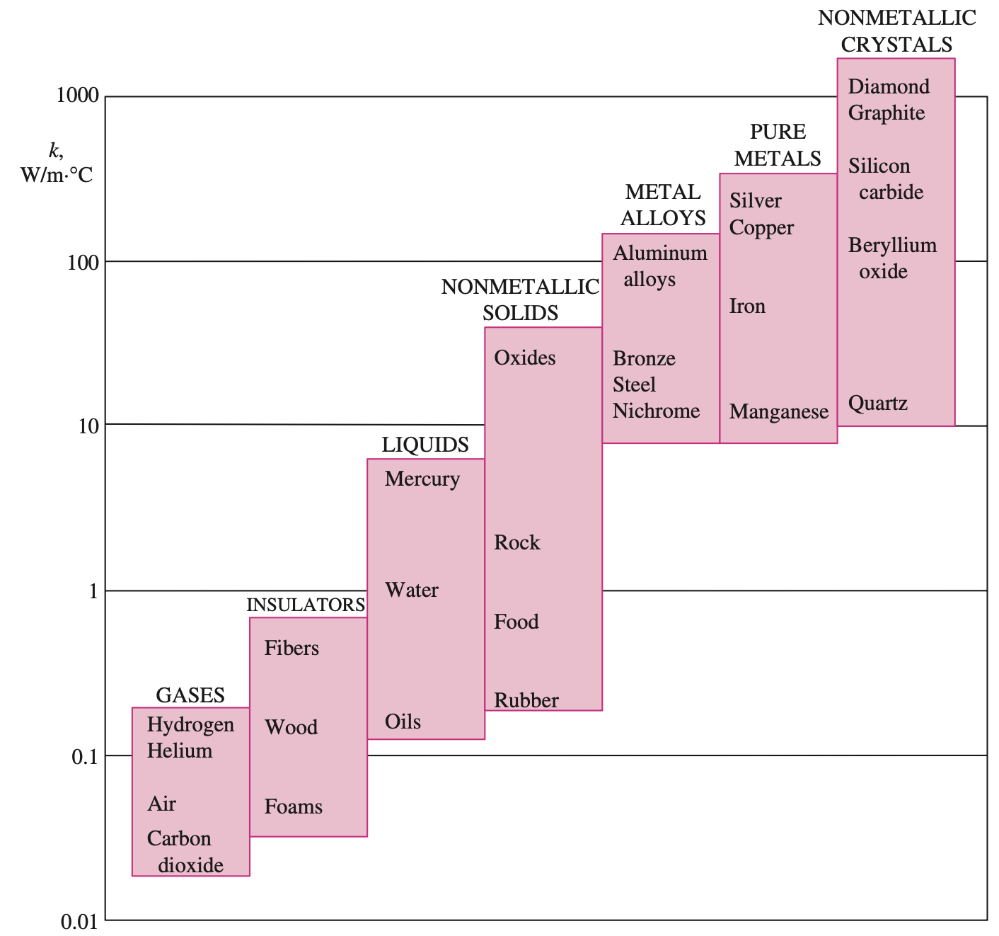 NONMETALLIC
CRYSTALS
Diamond
Graphite
Silicon
carbide
Beryllium
oxide
Quartz
PURE
METALS
Silver
Copper
Iron
Manganese
METAL
ALLOYS
Aluminum
alloys
Bronze
Steel
Nichrome
NONMETALLIC
SOLIDS
Oxides
Rock
Food
Rubber
LIQUIDS
Mercury
Water
Oils
INSULATORS
Fibers
Wood
Foams
GASES
Hydrogen
Helium
Air
Carbon
dioxide
1000
k,
W/m·°C
100
10
1
0.1
0.01